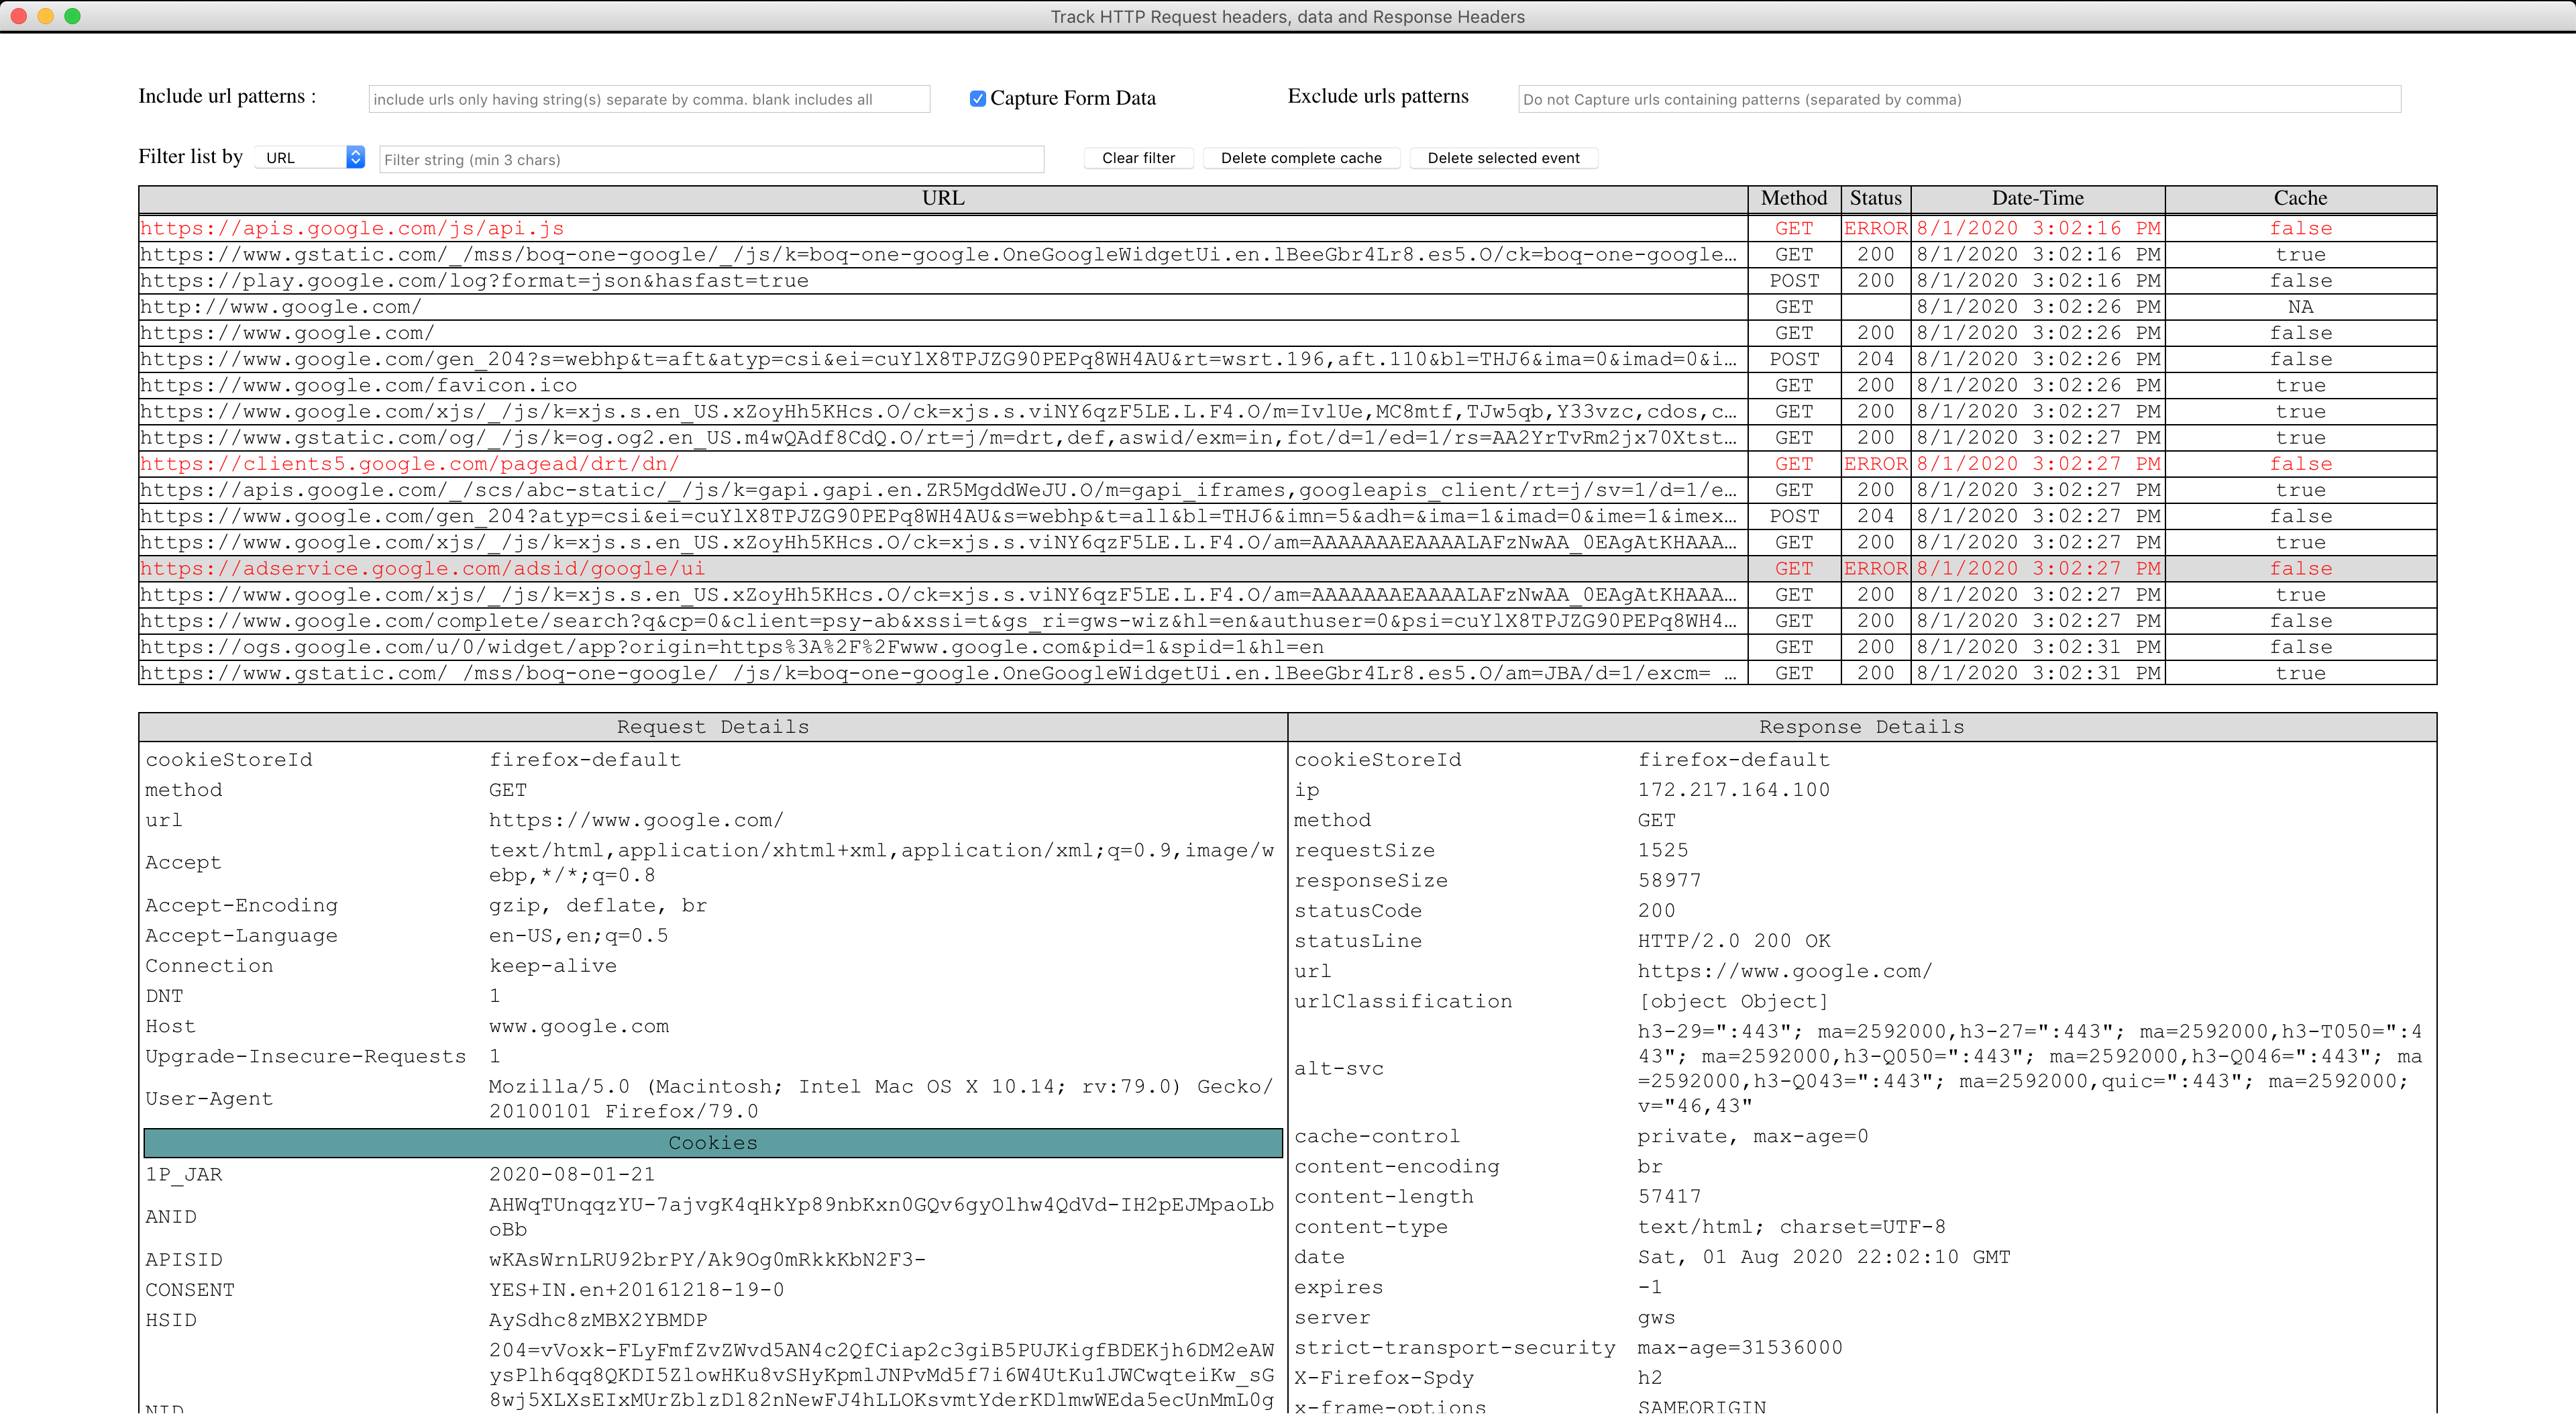 Track HTTP Request headers, data and Response Headers
Include url patterns : include urls only having string(s) separate by comma. blank includes all Capture Form Data Exclude urls patterns Do not Capture urls containing patterns (separated by comma)
Filter list by URL Filter string (min 3 chars) Clear filter Delete complete cache Delete selected event
URL Method Status Date-Time Cache
https://apis.google.com/js/api.js GET ERROR 8/1/2020 3:02:16 PM false
https://www.gstatic.com/_/mss/boq-one-google/_/js/k=boq-one-google.OneGoogleWidgetUi.en.lBeeGbr4Lr8.es5.O/ck=boq-one-google… GET 200 8/1/2020 3:02:16 PM true
https://play.google.com/log?format=json&hasfast=true POST 200 8/1/2020 3:02:16 PM false
http://www.google.com/ GET 8/1/2020 3:02:26 PM NA
https://www.google.com/ GET 200 8/1/2020 3:02:26 PM false
https://www.google.com/gen_204?s=webhp&t=aft&atyp=csi&ei=cuYlX8TPJZG90PEPq8WH4AU&rt=wsrt.196,aft.110&bl=THJ6&ima=0&imad=0&i… POST 204 8/1/2020 3:02:26 PM false
https://www.google.com/favicon.ico GET 200 8/1/2020 3:02:26 PM true
https://www.google.com/xjs/_/js/k=xjs.s.en_US.xZoyHh5KHcs.O/ck=xjs.s.viNY6qzF5LE.L.F4.O/m=IvlUe,MC8mtf,TJw5qb,Y33vzc,cdos,c… GET 200 8/1/2020 3:02:27 PM true
https://www.gstatic.com/og/_/js/k=og.og2.en_US.m4wQAdf8CdQ.O/rt=j/m=drt,def,aswid/exm=in,fot/d=1/ed=1/rs=AA2YrTvRm2jx70Xtst… GET 200 8/1/2020 3:02:27 PM true
https://clients5.google.com/pagead/drt/dn/ GET ERROR 8/1/2020 3:02:27 PM false
https://apis.google.com/_/scs/abc-static/_/js/k=gapi.gapi.en.ZR5MgddWeJU.O/m=gapi_iframes,googleapis_client/rt=j/sv=1/d=1/e… GET 200 8/1/2020 3:02:27 PM true
https://www.google.com/gen_204?atyp=csi&ei=cuYlX8TPJZG90PEPq8WH4AU&s=webhp&t=all&bl=THJ6&imn=5&adh=&ima=1&imad=0&ime=1&imex… POST 204 8/1/2020 3:02:27 PM false
https://www.google.com/xjs/_/js/k=xjs.s.en_US.xZoyHh5KHcs.O/ck=xjs.s.viNY6qzF5LE.L.F4.O/am=AAAAAAAEAAAALAFzNwAA_0EAgAtKHAAA… GET 200 8/1/2020 3:02:27 PM true
https://adservice.google.com/adsid/google/ui GET ERROR 8/1/2020 3:02:27 PM false
https://www.google.com/xjs/_/js/k=xjs.s.en_US.xZoyHh5KHcs.O/ck=xjs.s.viNY6qzF5LE.L.F4.O/am=AAAAAAAEAAAALAFzNwAA_0EAgAtKHAAA… GET 200 8/1/2020 3:02:27 PM true
https://www.google.com/complete/search?q&cp=0&client=psy-ab&xssi=t&gs_ri=gws-wiz&hl=en&authuser=0&psi=cuYlX8TPJZG90PEPq8WH4… GET 200 8/1/2020 3:02:27 PM false
https://ogs.google.com/u/0/widget/app?origin=https%3A%2F%2Fwww.google.com&pid=1&spid=1&hl=en GET 200 8/1/2020 3:02:31 PM false
https://www.gstatic.com/_/mss/boq-one-google/_/js/k=boq-one-google.OneGoogleWidgetUi.en.lBeeGbr4Lr8.es5.O/am=JBA/d=1/excm=_… GET 200 8/1/2020 3:02:31 PM true
Request Details
cookieStoreId firefox-default
method GET
url https://www.google.com/
Accept text/html,application/xhtml+xml,application/xml;q=0.9,image/w
ebp,*/*;q=0.8
Accept-Encoding gzip, deflate, br
Accept-Language en-US,en;q=0.5
Connection keep-alive
DNT 1
Host www.google.com
Upgrade-Insecure-Requests 1
User-Agent Mozilla/5.0 (Macintosh; Intel Mac OS X 10.14; rv:79.0) Gecko/
20100101 Firefox/79.0
Cookies
1P_JAR 2020-08-01-21
ANID AHWqTUnqqzYU-7ajvgK4qHkYp89nbKxn0GQv6gyOlhw4QdVd-IH2pEJMpaoLb
oBb
APISID wKAsWrnLRU92brPY/Ak9Og0mRkkKbN2F3-
CONSENT YES+IN.en+20161218-19-0
HSID AySdhc8zMBX2YBMDP
NID 204=vVoxk-FLyFmfZvZWvd5AN4c2QfCiap2c3giB5PUJKigfBDEKjh6DM2eAW
ysPlh6qq8QKDI5ZlowHKu8vSHyKpmlJNPvMd5f7i6W4UtKu1JWCwqteiKw_sG
8wj5XLXsEIxMUrZblzDl82nNewFJ4hLLOKsvmtYderKDlmwWEda5ecUnMmL0g
Response Details
cookieStoreId firefox-default
ip 172.217.164.100
method GET
requestSize 1525
responseSize 58977
statusCode 200
statusLine HTTP/2.0 200 OK
url https://www.google.com/
urlClassification [object Object]
alt-svc h3-29=":443"; ma=2592000,h3-27=":443"; ma=2592000,h3-T050=":4
43"; ma=2592000,h3-Q050=":443"; ma=2592000,h3-Q046=":443"; ma
=2592000,h3-Q043=":443"; ma=2592000,quic=":443"; ma=2592000;
v="46,43"
cache-control private, max-age=0
content-encoding br
content-length 57417
content-type text/html; charset=UTF-8
date Sat, 01 Aug 2020 22:02:10 GMT
expires -1
server gws
strict-transport-security max-age=31536000
X-Firefox-Spdy h2
x-frame-options SAMEORIGIN